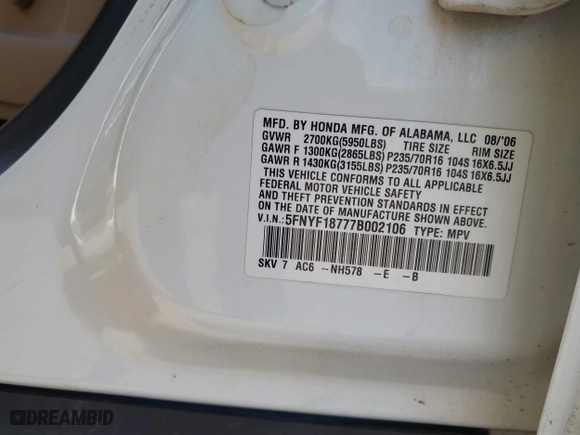 MFD. BY HONDA MFG. OF ALABAMA, LLC 08/'06
GVWR 2700KG(5950LBS) TIRE SIZE RIM SIZE
GAWR F 1300KG(2865LBS) P235/70R16 104S 16X6.5JJ
GAWR R 1430KG(3155LBS) P235/70R16 104S 16X6.5JJ
THIS VEHICLE CONFORMS TO ALL APPLICABLE
FEDERAL MOTOR VEHICLE SAFETY
AND THEFT PREVENTION STANDARDS IN EFFECT
ON THE DATE OF MANUFACTURE SHOWN ABOVE.
V.I.N.: 5FNYF18777B002106 TYPE: MPV
SKV 7 AC6 -NH578 -E -B
DREAMBID